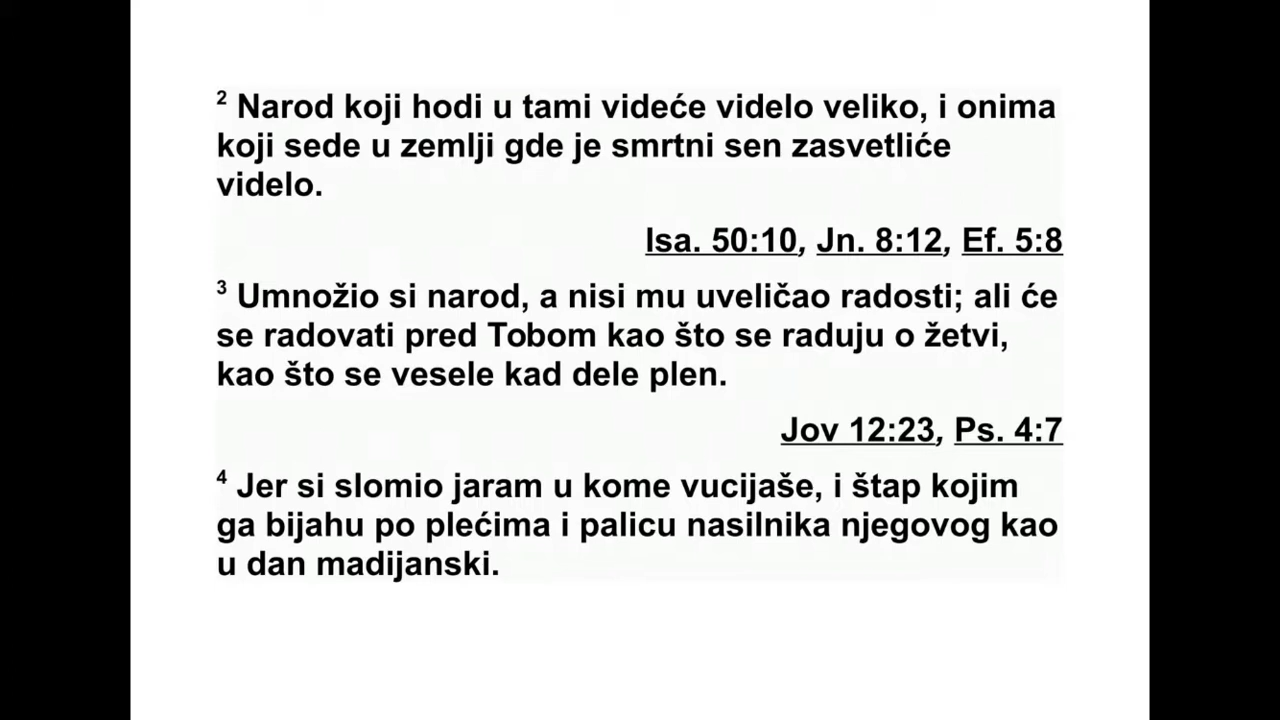 2 Narod koji hodi u tami videće videlo veliko, i onima
koji sede u zemlji gde je smrtni sen zasvetliće
videlo.
Isa. 50:10, Jn. 8:12, Ef. 5:8
3 Umnožio si narod, a nisi mu uveličao radosti; ali će
se radovati pred Tobom kao što se raduju o žetvi,
kao što se vesele kad dele plen.
Jov 12:23, Ps. 4:7
4 Jer si slomio jaram u kome vucijaše, i štap kojim
ga bijahu po plećima i palicu nasilnika njegovog kao
u dan madijanski.